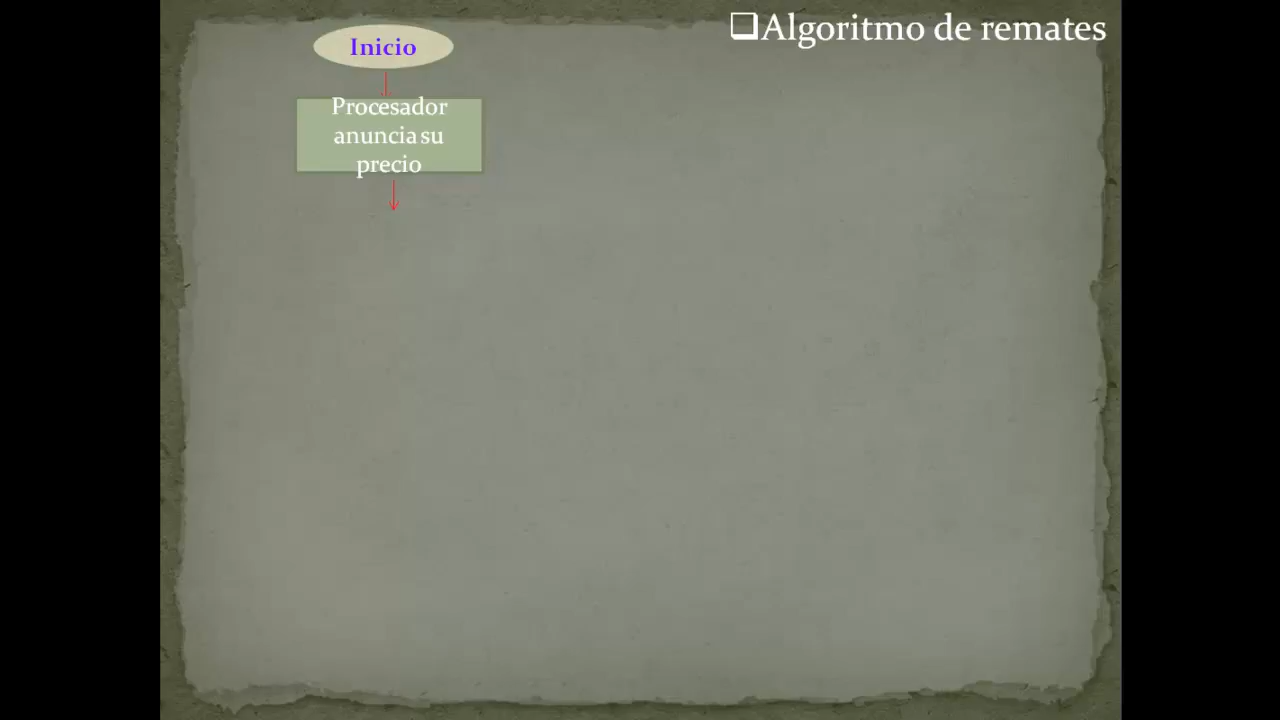 ❑Algoritmo de remates
Inicio
Procesador
anuncia su
precio